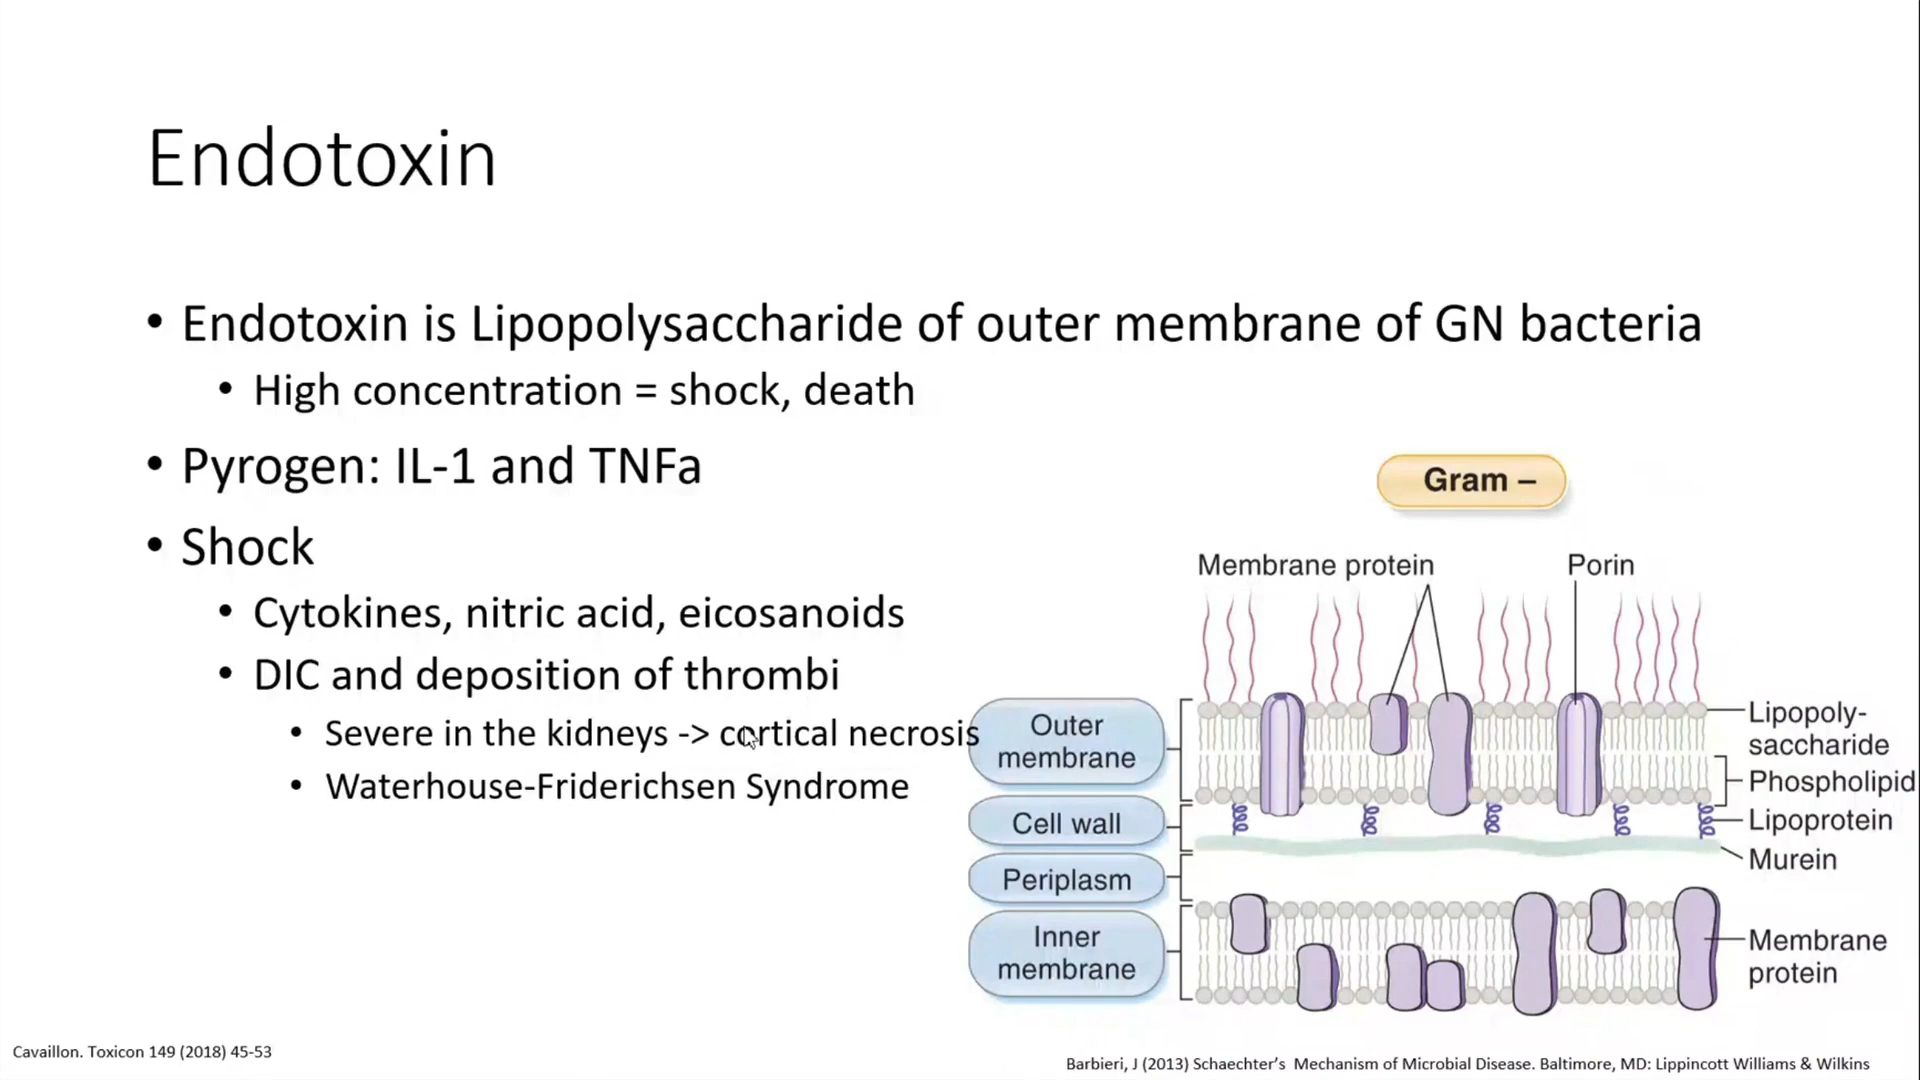 Endotoxin
• Endotoxin is Lipopolysaccharide of outer membrane of GN bacteria
• High concentration = shock, death
• Pyrogen: IL-1 and TNFa
• Shock
• Cytokines, nitric acid, eicosanoids
• DIC and deposition of thrombi
• Severe in the kidneys -> cortical necrosis
• Waterhouse-Friderichsen Syndrome
Gram –
Membrane protein
Porin
Outer
membrane
Cell wall
Periplasm
Inner
membrane
Lipopoly-
saccharide
Phospholipid
Lipoprotein
Murein
Membrane
protein
Cavaillon. Toxicon 149 (2018) 45-53
Barbieri, J (2013) Schaechter’s Mechanism of Microbial Disease. Baltimore, MD: Lippincott Williams & Wilkins